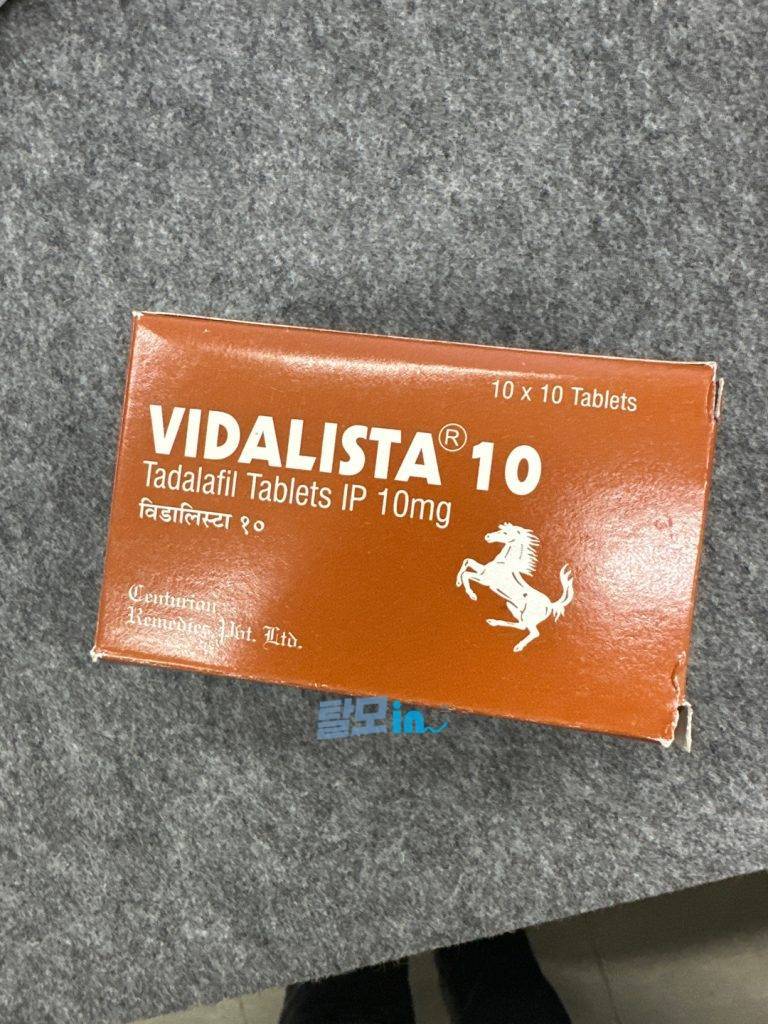 10 x 10 Tablets
VIDALISTA® 10
Tadalafil Tablets IP 10mg
विडालिस्टा १०
Centurion
Remedies Pvt. Ltd.
탈모in